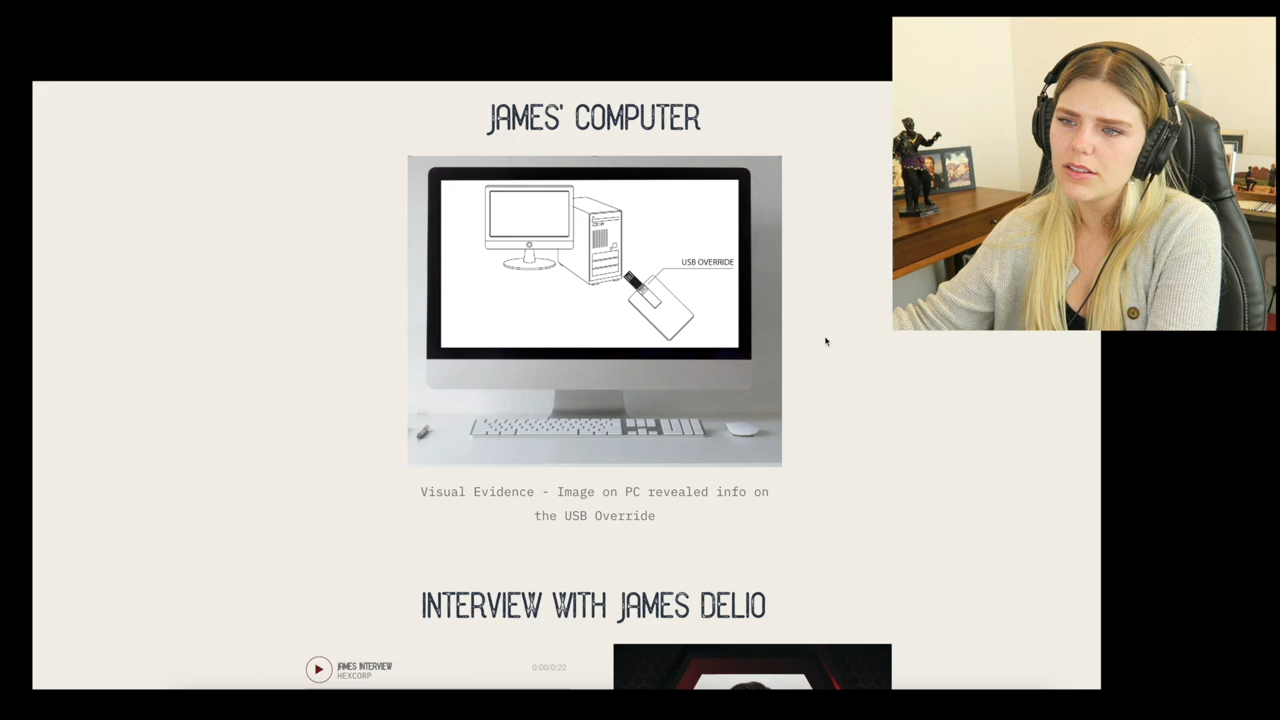 JAMES' COMPUTER
USB OVERRIDE
Visual Evidence - Image on PC revealed info on
the USB Override
INTERVIEW WITH JAMES DELIO
JAMES INTERVIEW
0:00/0:22
HEXCORP